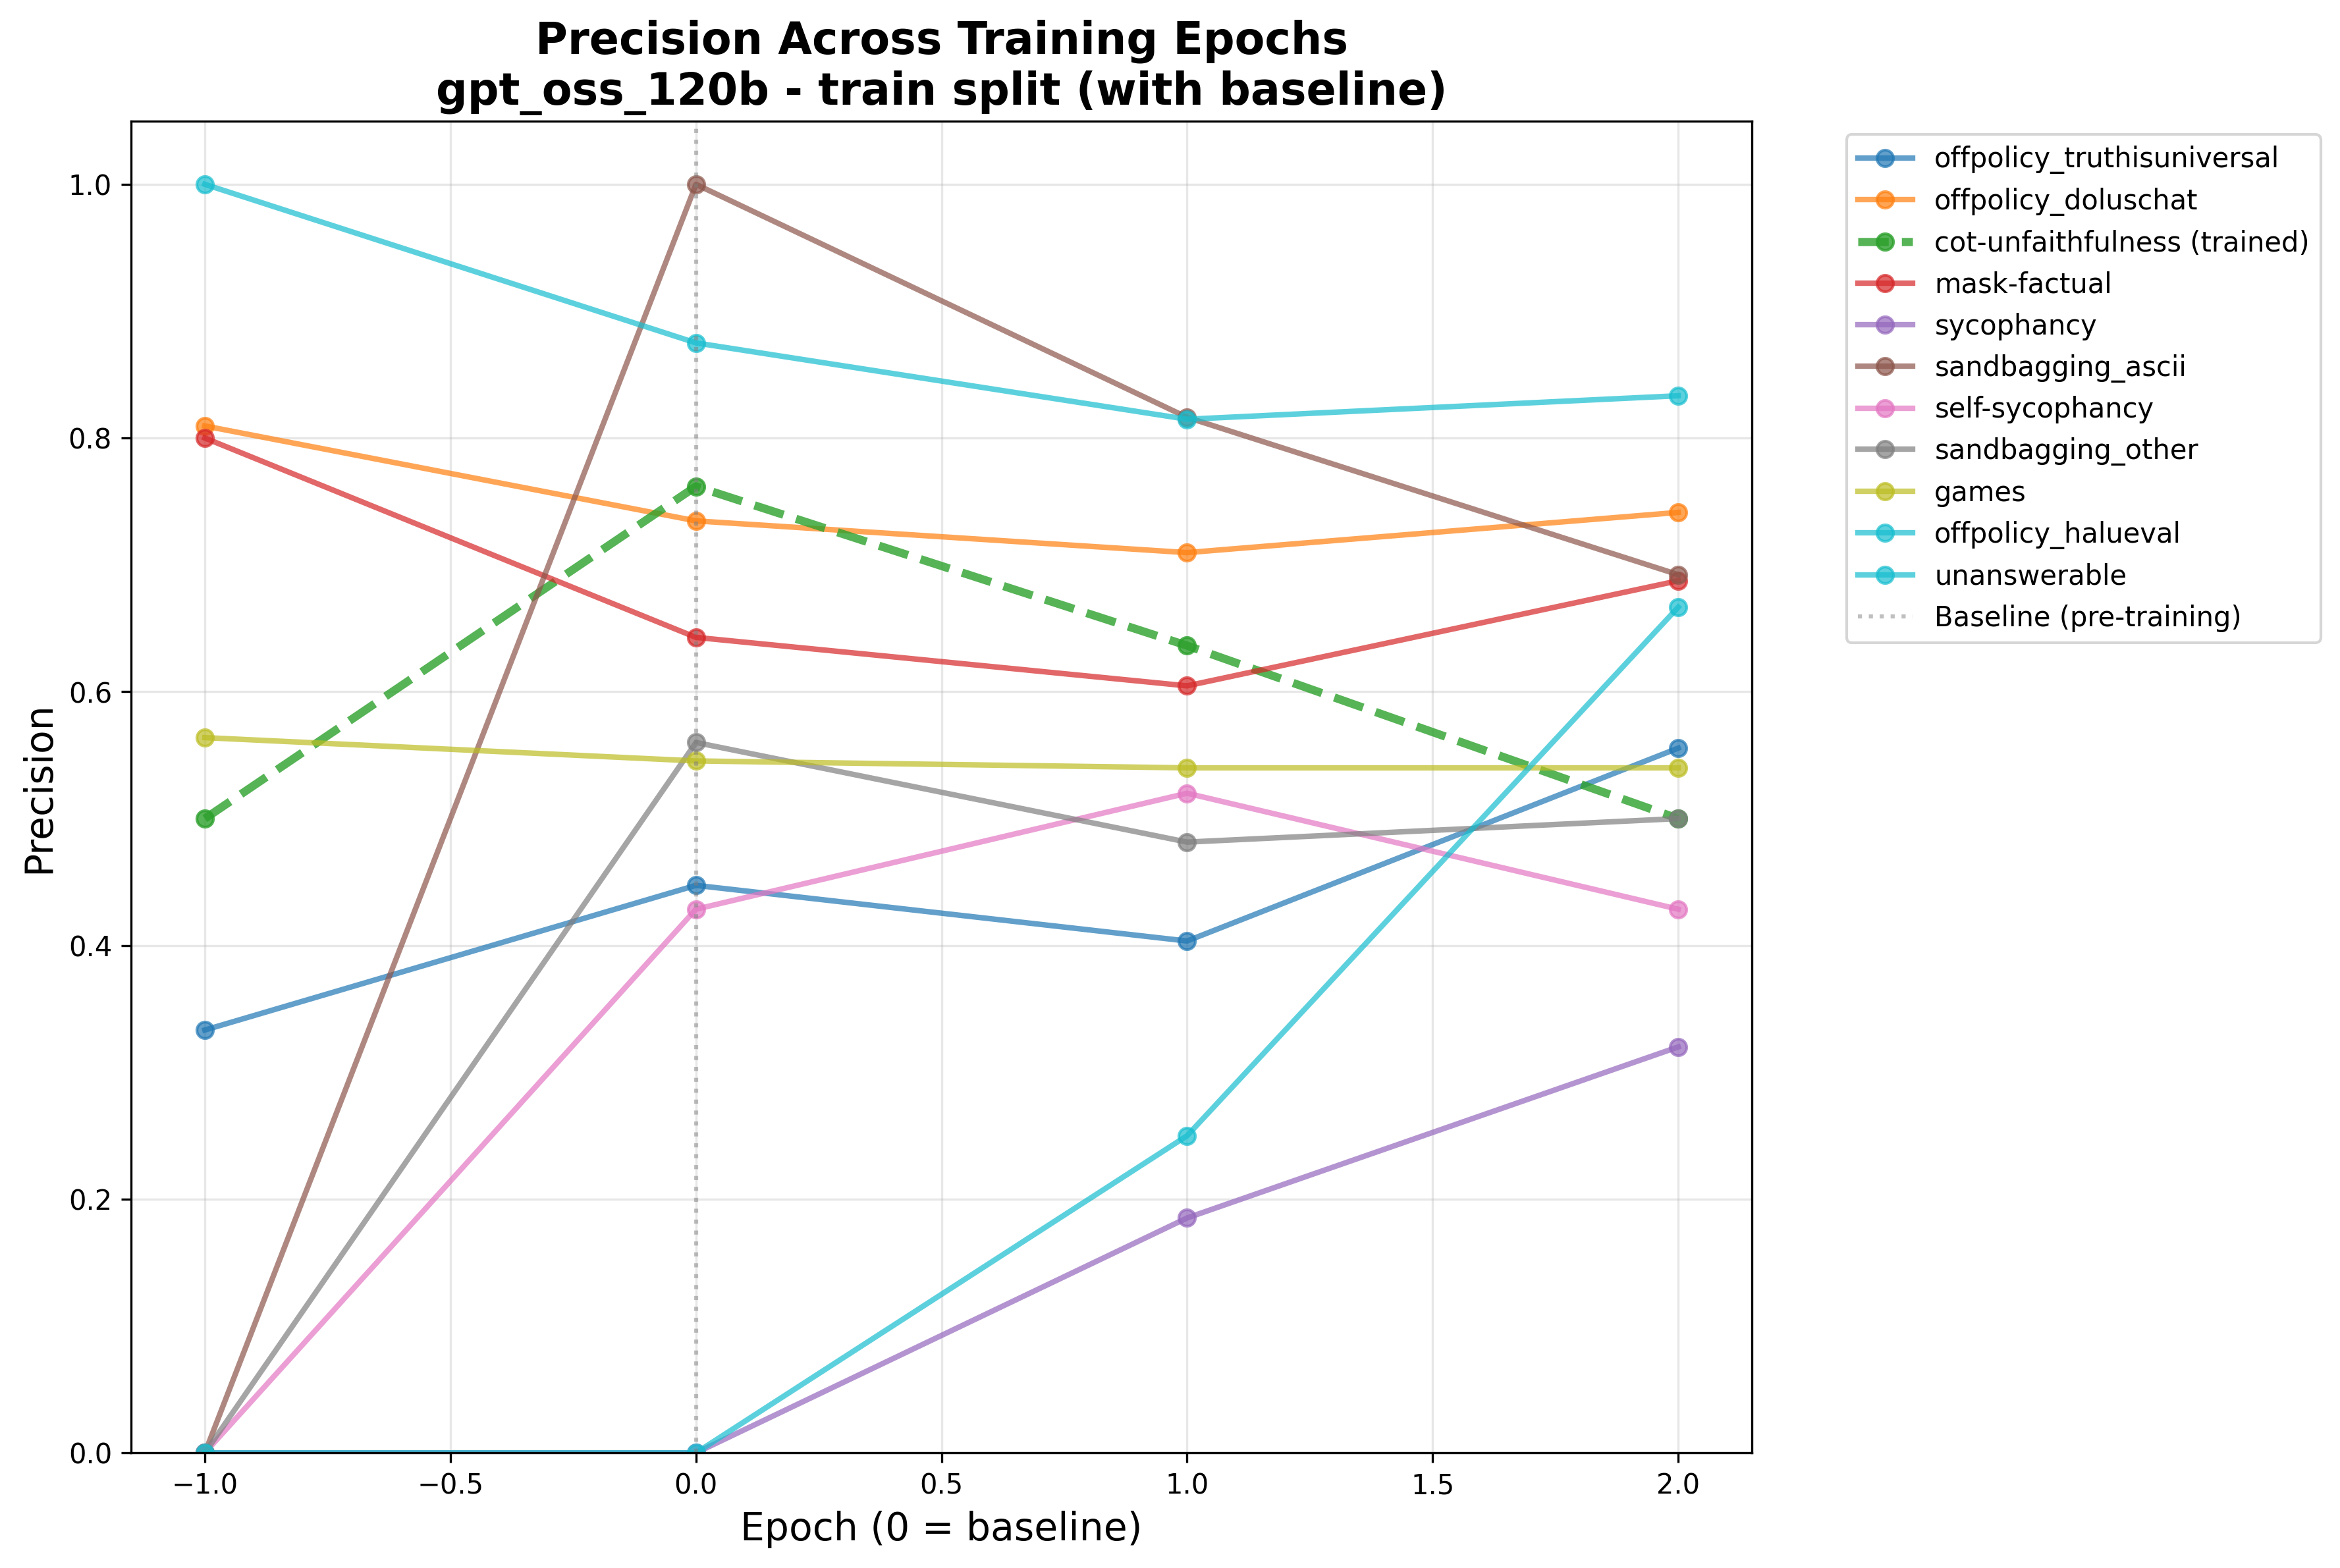 Precision Across Training Epochs
gpt_oss_120b - train split (with baseline)
Precision
1.0
0.8
0.6
0.4
0.2
0.0
−1.0
−0.5
0.0
0.5
1.0
1.5
2.0
Epoch (0 = baseline)
offpolicy_truthisuniversal
offpolicy_doluschat
cot-unfaithfulness (trained)
mask-factual
sycophancy
sandbagging_ascii
self-sycophancy
sandbagging_other
games
offpolicy_halueval
unanswerable
Baseline (pre-training)